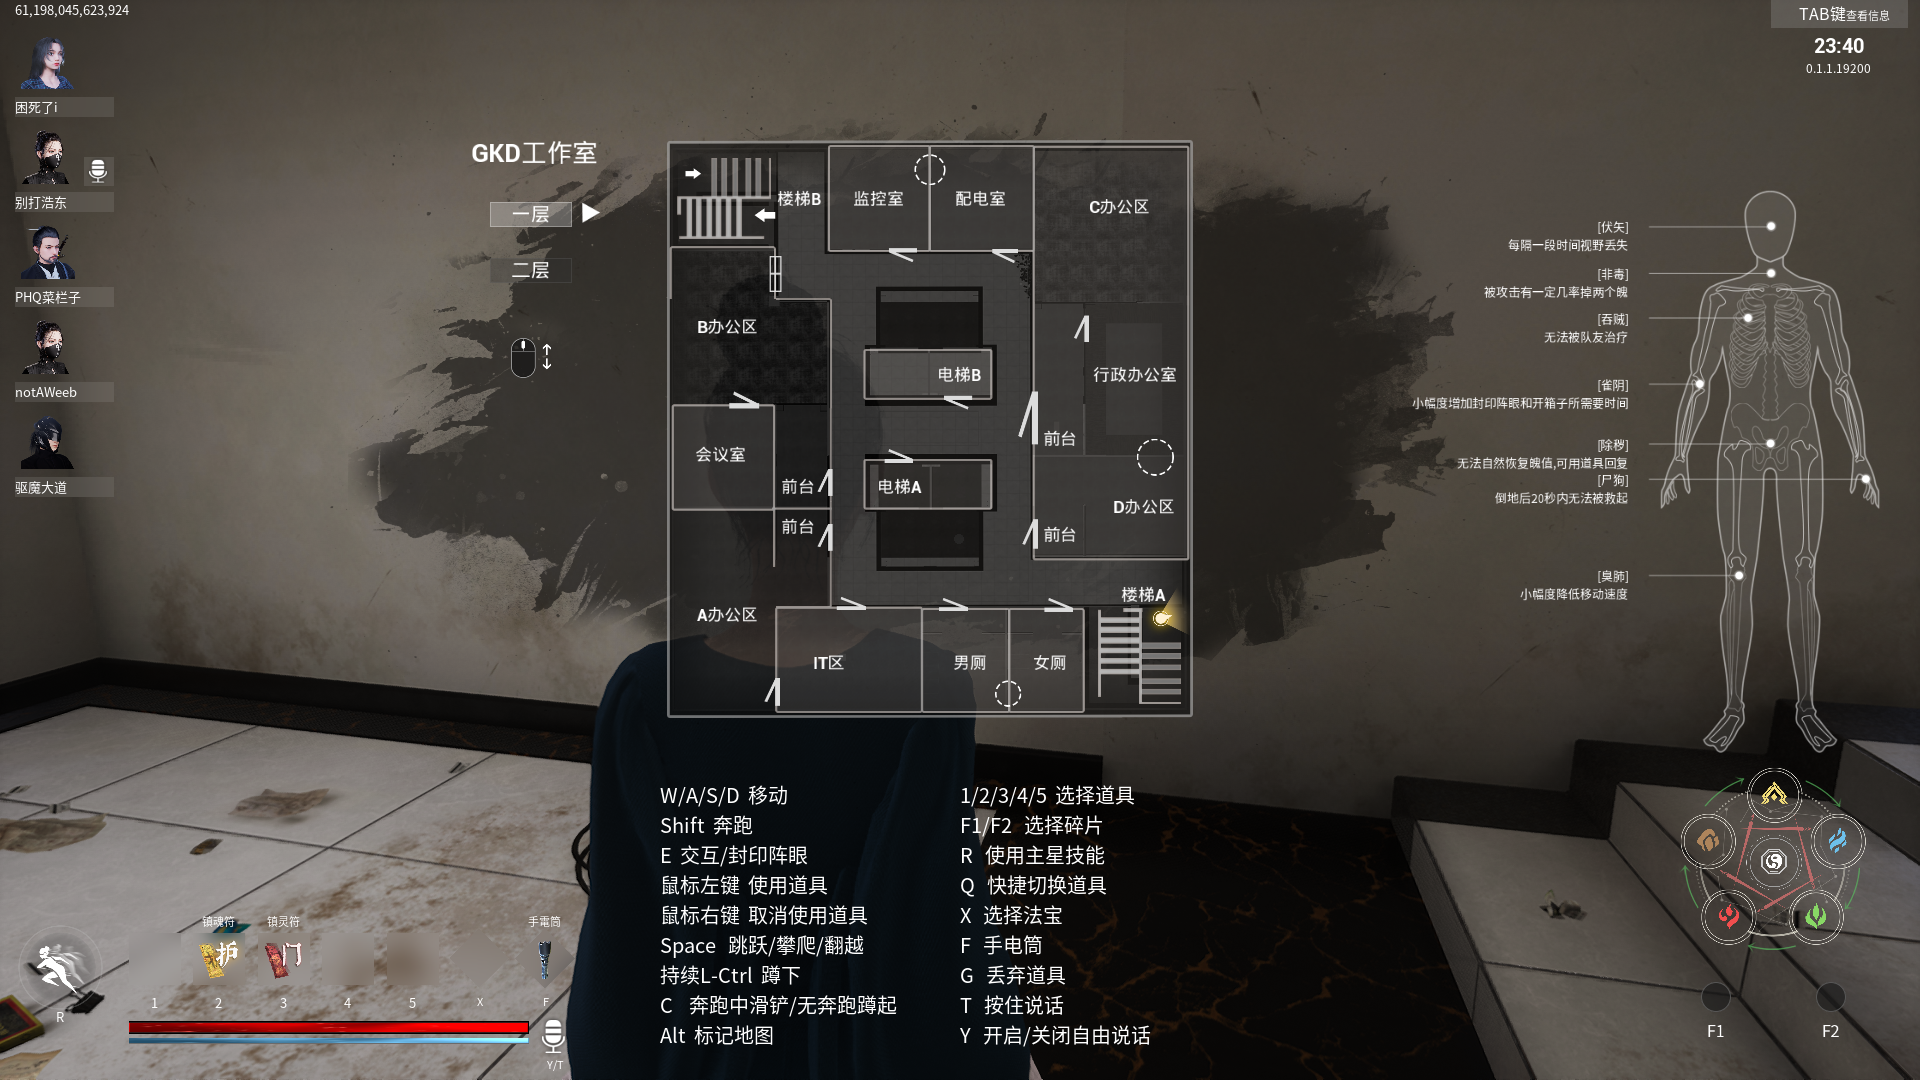 61,198,045,623,924
困死了i
别打浩东
PHQ菜栏子
notAWeeb
驱魔大道
TAB键查看信息
23:40
0.1.1.19200
GKD工作室
一层
二层
楼梯B
监控室
配电室
C办公区
B办公区
电梯B
行政办公室
前台
会议室
前台
电梯A
前台
D办公区
前台
楼梯A
A办公区
IT区
男厕
女厕
[伏矢]
每隔一段时间视野丢失
[非毒]
被攻击有一定几率掉两个魄
[吞贼]
无法被队友治疗
[雀阴]
小幅度增加封印阵眼和开箱子所需要时间
[除秽]
无法自然恢复魄值,可用道具回复
[尸狗]
倒地后20秒内无法被救起
[臭肺]
小幅度降低移动速度
W/A/S/D 移动
Shift 奔跑
E 交互/封印阵眼
鼠标左键 使用道具
鼠标右键 取消使用道具
Space 跳跃/攀爬/翻越
持续L-Ctrl 蹲下
C 奔跑中滑铲/无奔跑蹲起
Alt 标记地图
1/2/3/4/5 选择道具
F1/F2 选择碎片
R 使用主星技能
Q 快捷切换道具
X 选择法宝
F 手电筒
G 丢弃道具
T 按住说话
Y 开启/关闭自由说话
镇魂符
镇灵符
手電筒
护
门
1
2
3
4
5
X
F
R
Y/T
F1
F2